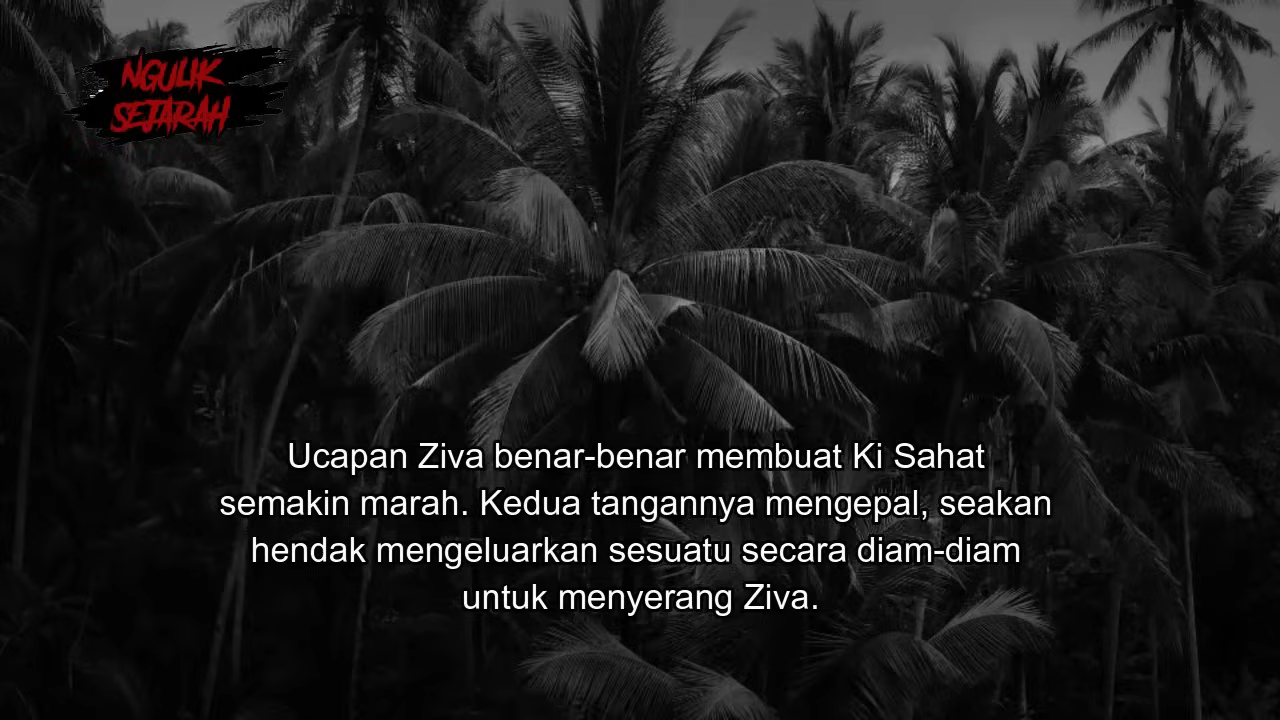 NGULIK
SEJARAH
Ucapan Ziva benar-benar membuat Ki Sahat
semakin marah. Kedua tangannya mengepal, seakan
hendak mengeluarkan sesuatu secara diam-diam
untuk menyerang Ziva.